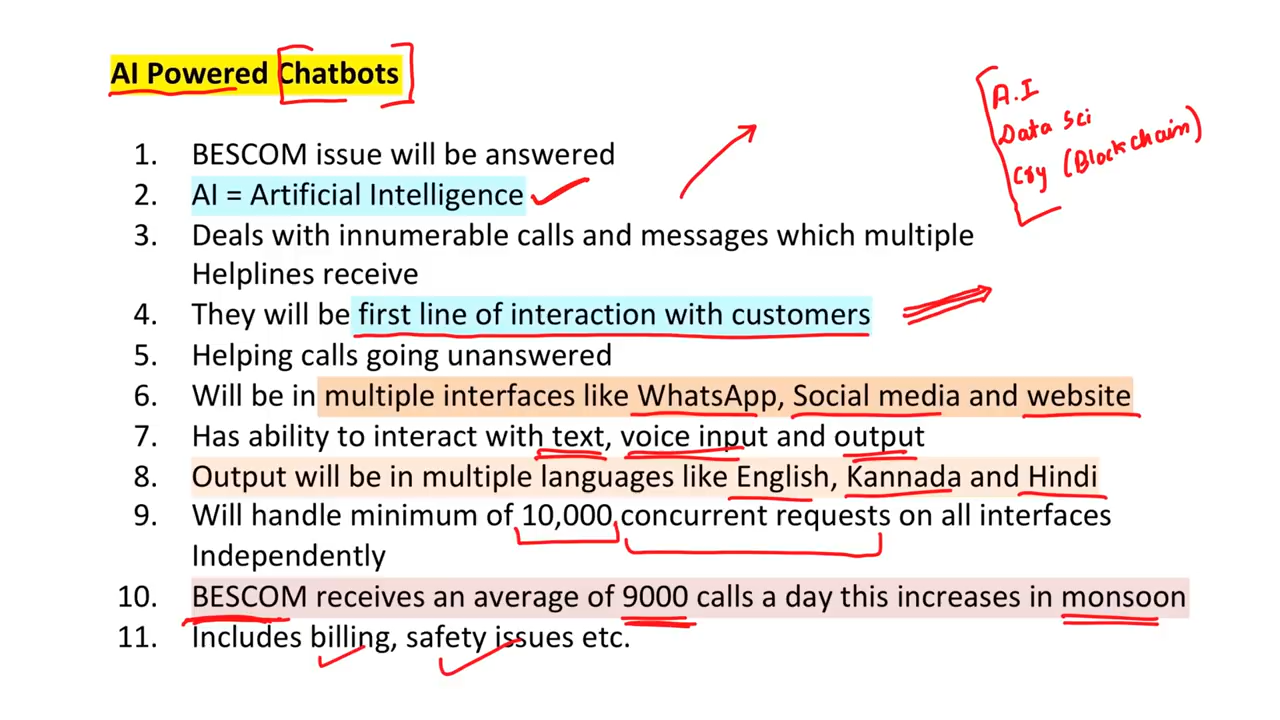 AI Powered Chatbots
A.I
Data Sci
Cry (Blockchain)
1. BESCOM issue will be answered
2. AI = Artificial Intelligence
3. Deals with innumerable calls and messages which multiple
Helplines receive
4. They will be first line of interaction with customers
5. Helping calls going unanswered
6. Will be in multiple interfaces like WhatsApp, Social media and website
7. Has ability to interact with text, voice input and output
8. Output will be in multiple languages like English, Kannada and Hindi
9. Will handle minimum of 10,000 concurrent requests on all interfaces
Independently
10. BESCOM receives an average of 9000 calls a day this increases in monsoon
11. Includes billing, safety issues etc.